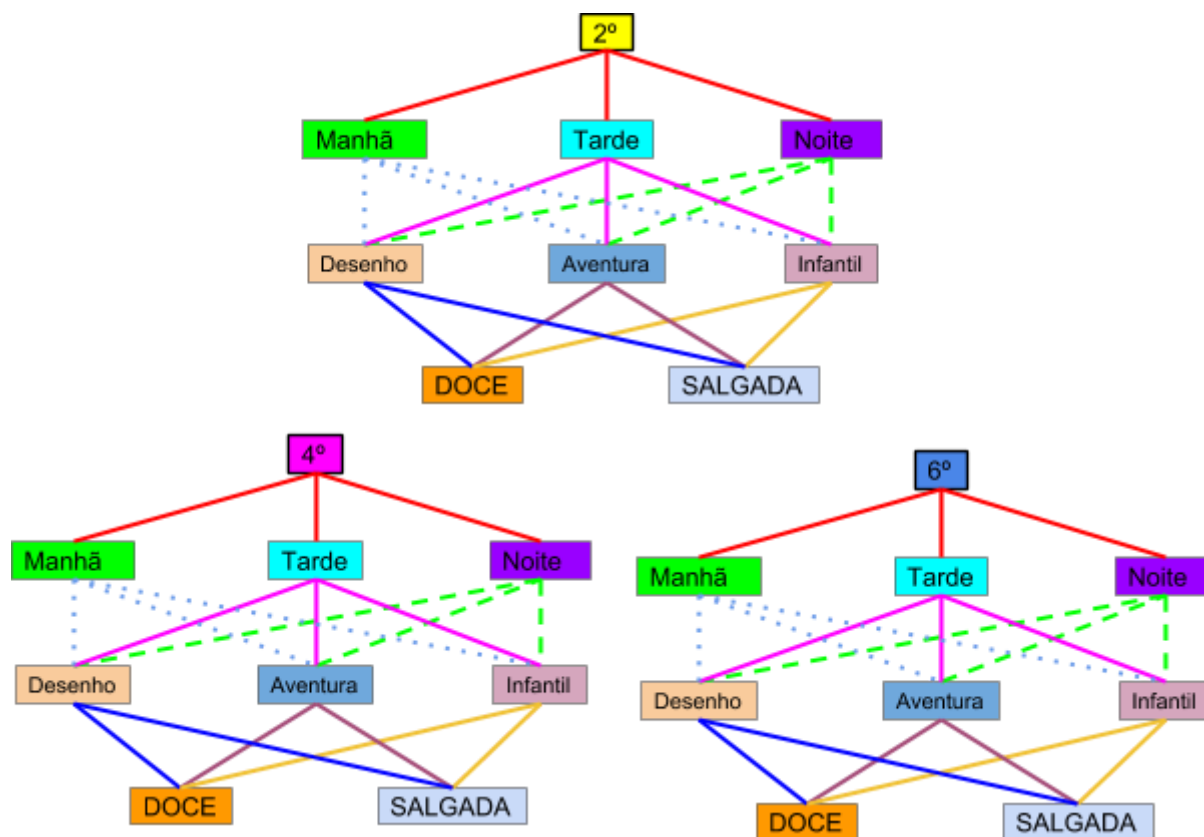 2º
Manhã Tarde Noite
Desenho Aventura Infantil
DOCE SALGADA
4º
Manhã Tarde Noite
Desenho Aventura Infantil
DOCE SALGADA
6º
Manhã Tarde Noite
Desenho Aventura Infantil
DOCE SALGADA